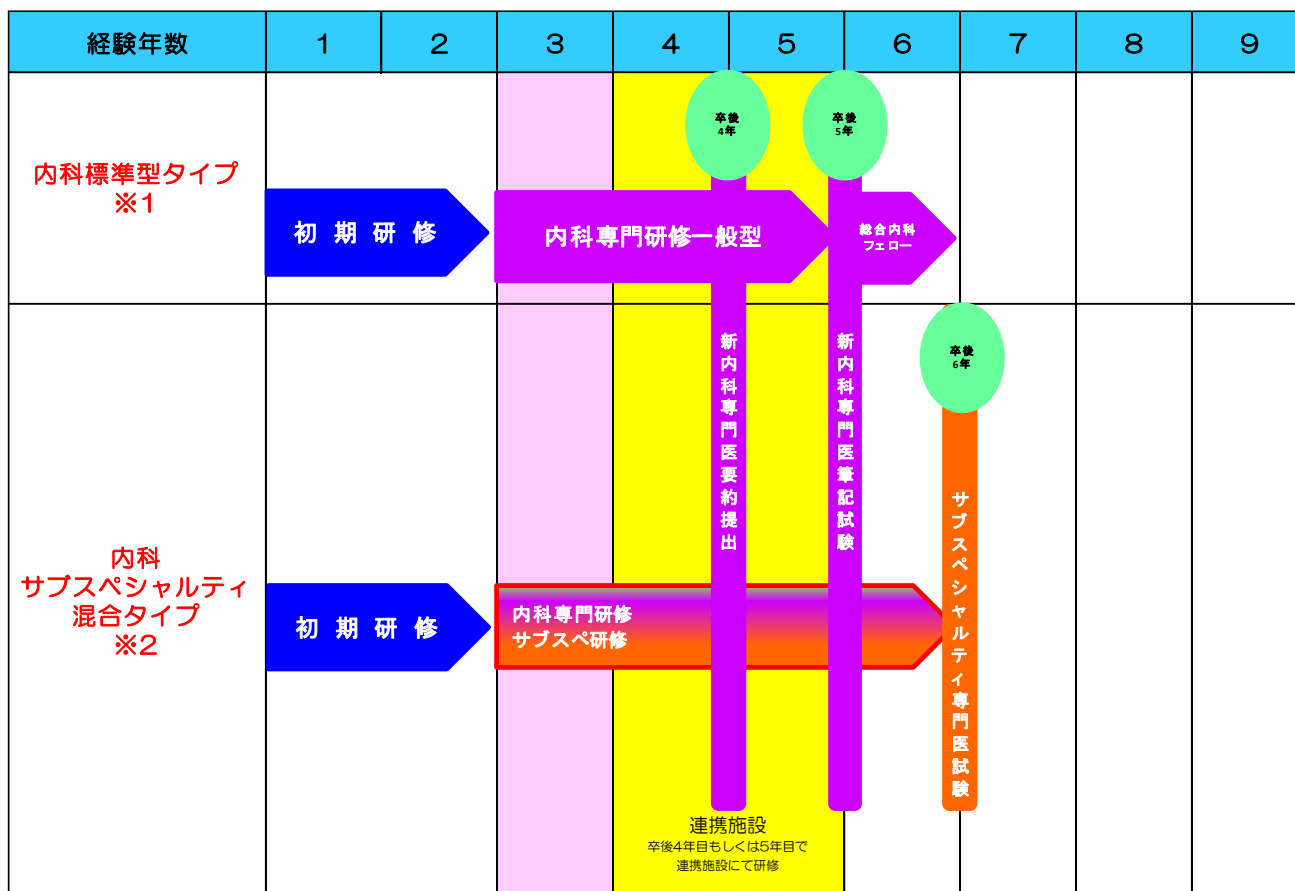 経験年数
1
2
3
4
5
6
7
8
9
卒後
4年
卒後
5年
内科標準型タイプ
※1
初期研修
内科専門研修一般型
総合内科
フェロー
新内科専門医要約提出
新内科専門医筆記試験
卒後
6年
サブスペシャルティ専門医試験
内科
サブスペシャルティ
混合タイプ
※2
初期研修
内科専門研修
サブスペ研修
連携施設
卒後4年目もしくは5年目で
連携施設にて研修